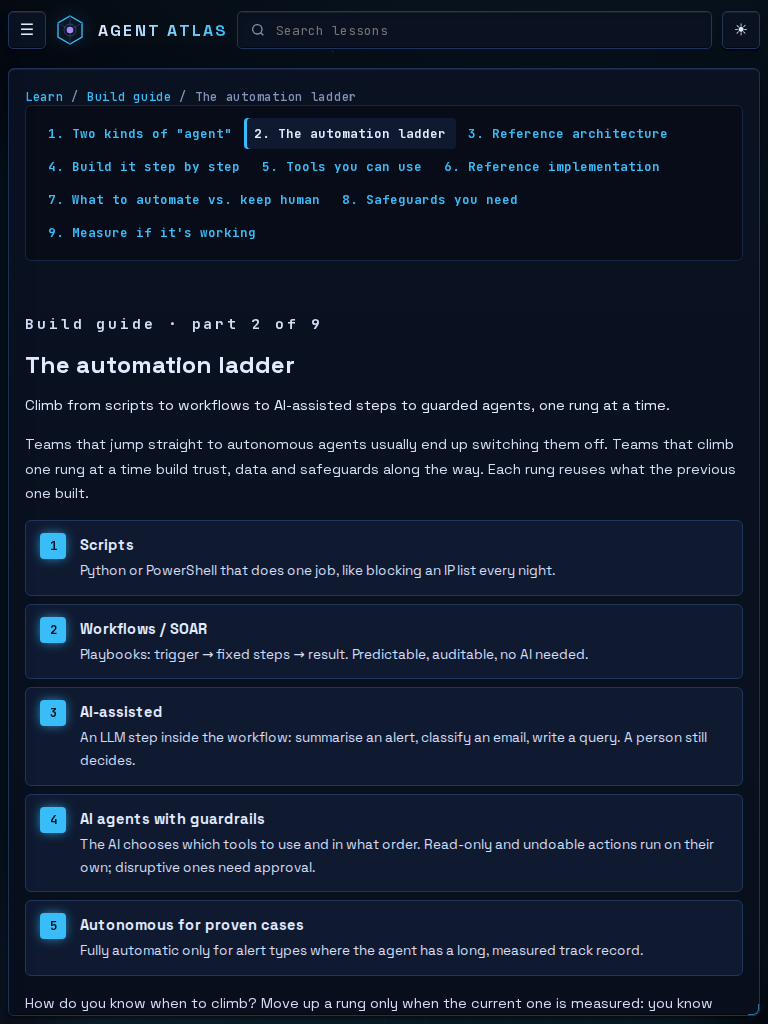 ☰ AGENT ATLAS Search lessons ☀
Learn / Build guide / The automation ladder
1. Two kinds of "agent" 2. The automation ladder 3. Reference architecture
4. Build it step by step 5. Tools you can use 6. Reference implementation
7. What to automate vs. keep human 8. Safeguards you need
9. Measure if it's working
Build guide · part 2 of 9
The automation ladder
Climb from scripts to workflows to AI-assisted steps to guarded agents, one rung at a time.
Teams that jump straight to autonomous agents usually end up switching them off. Teams that climb
one rung at a time build trust, data and safeguards along the way. Each rung reuses what the previous
one built.
1 Scripts
Python or PowerShell that does one job, like blocking an IP list every night.
2 Workflows / SOAR
Playbooks: trigger → fixed steps → result. Predictable, auditable, no AI needed.
3 AI-assisted
An LLM step inside the workflow: summarise an alert, classify an email, write a query. A person still
decides.
4 AI agents with guardrails
The AI chooses which tools to use and in what order. Read-only and undoable actions run on their
own; disruptive ones need approval.
5 Autonomous for proven cases
Fully automatic only for alert types where the agent has a long, measured track record.
How do you know when to climb? Move up a rung only when the current one is measured: you know